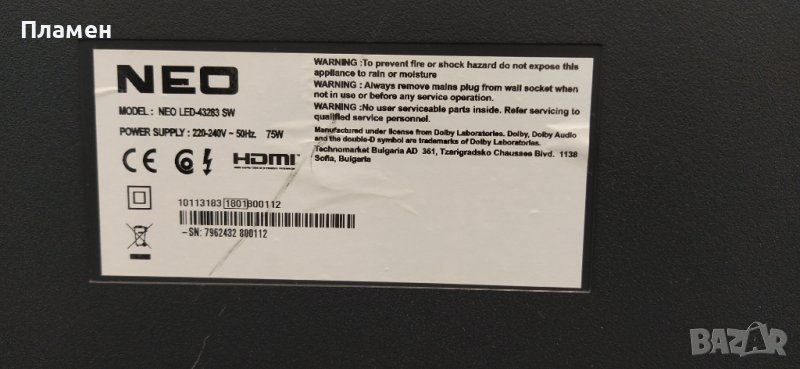 Пламен
NEO
MODEL : NEO LED-43283 SW
POWER SUPPLY : 220-240V ~ 50Hz. 75W
CE
HDMI
10113183 1801 800112
-SN: 7962432 800112
WARNING :To prevent fire or shock hazard do not expose this
appliance to rain or moisture
WARNING : Always remove mains plug from wall socket when
not in use or before any service operation.
WARNING :No user serviceable parts inside. Refer servicing to
qualified service personnel.
Manufactured under license from Dolby Laboratories. Dolby, Dolby Audio
and the double-D symbol are trademarks of Dolby Laboratories.
Technomarket Bulgaria AD 361, Tzarigradsko Chaussee Blvd. 1138
Sofia, Bulgaria
BAZAR